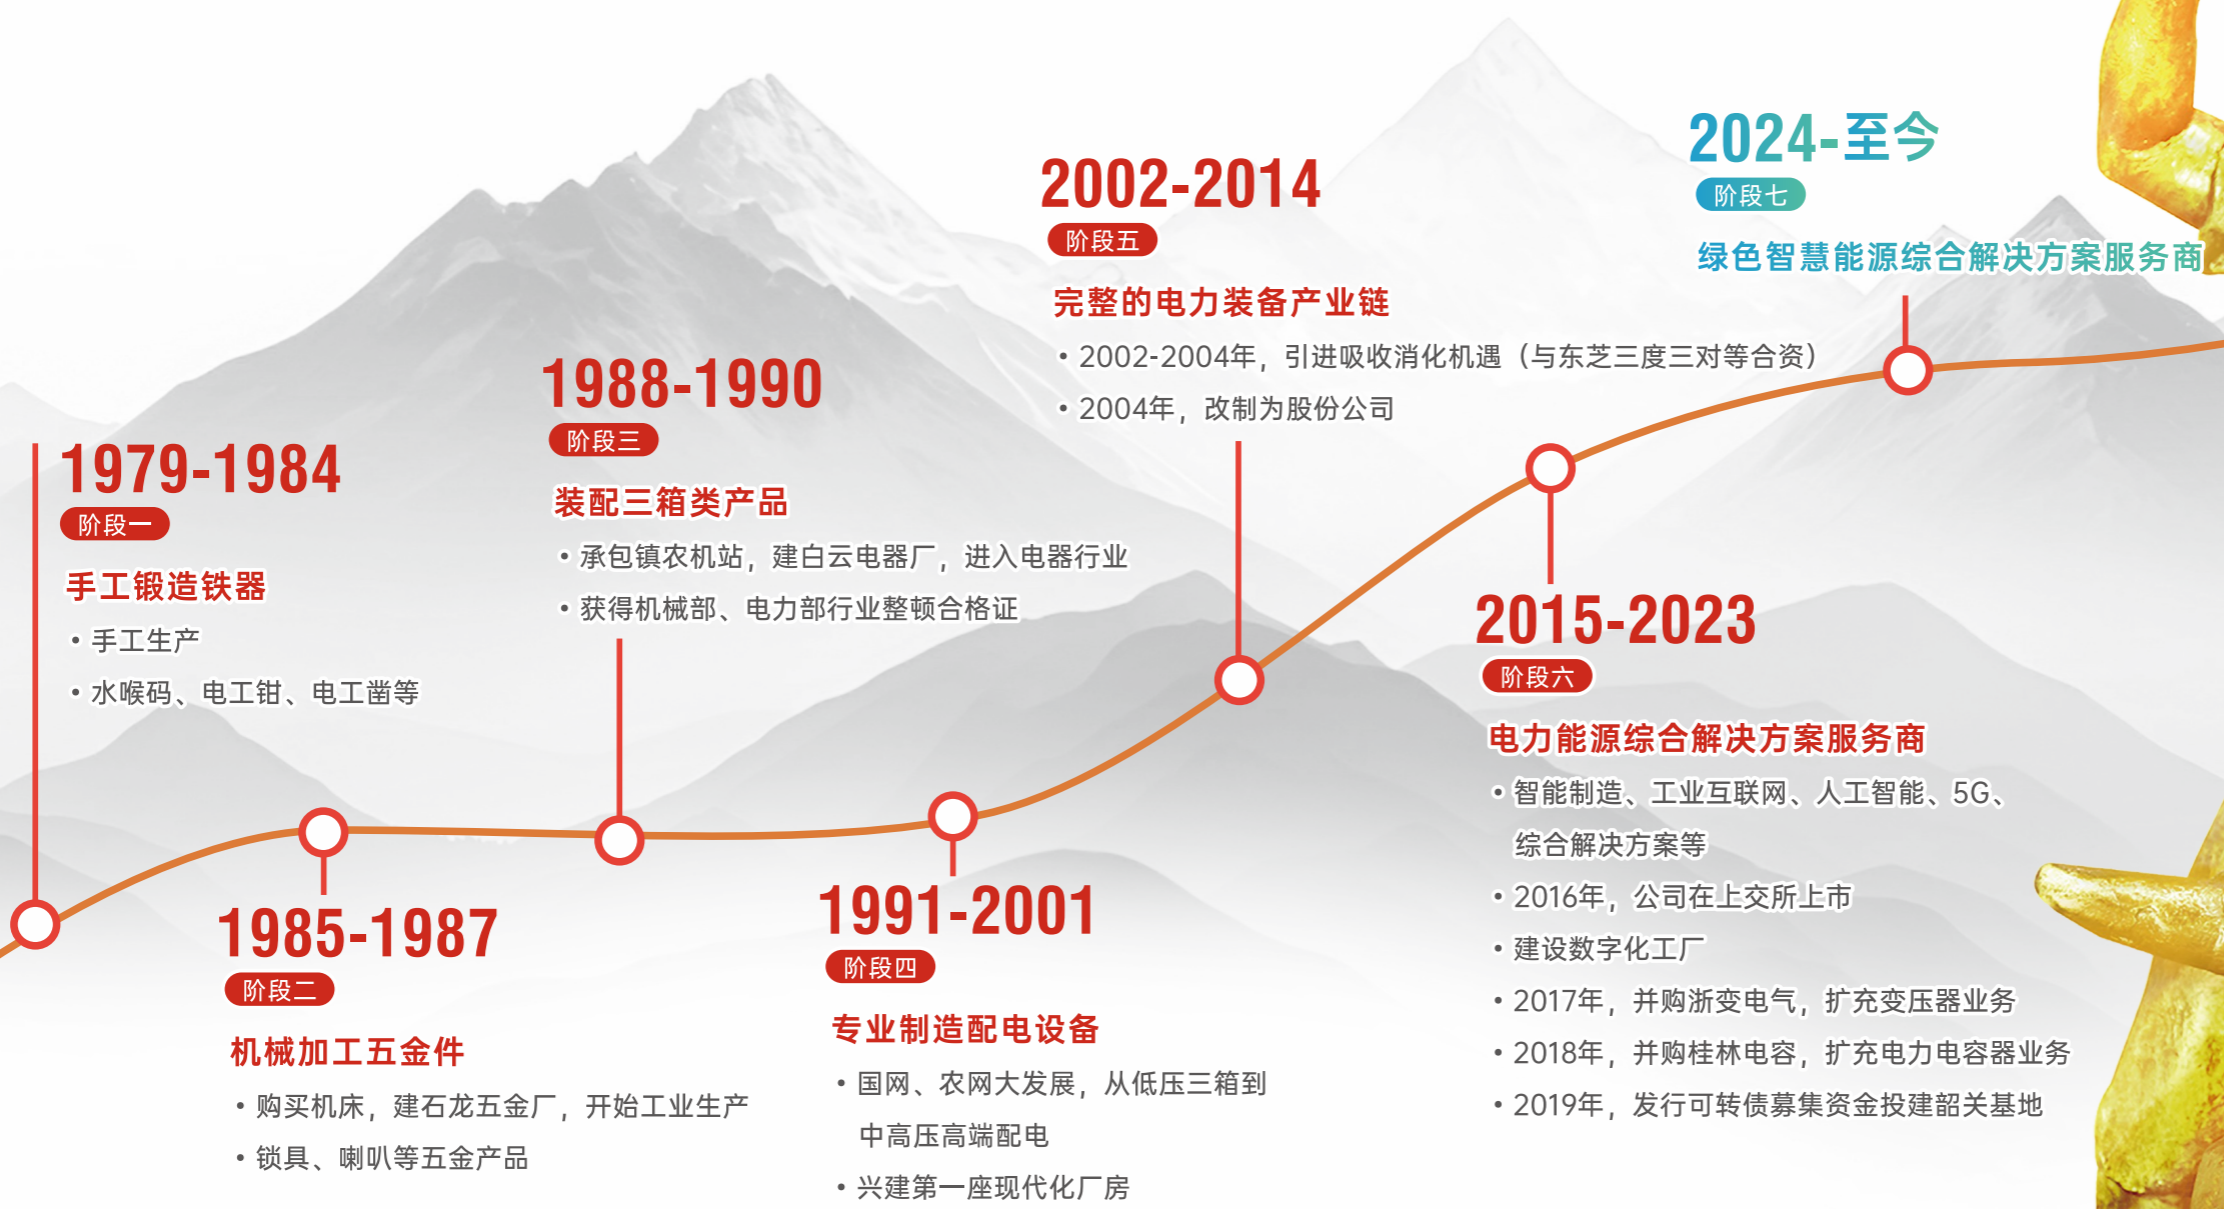 1979-1984
阶段一
手工锻造铁器
• 手工生产
• 水喉码、电工钳、电工凿等
1985-1987
阶段二
机械加工五金件
• 购买机床，建石龙五金厂，开始工业生产
• 锁具、喇叭等五金产品
1988-1990
阶段三
装配三箱类产品
• 承包镇农机站，建白云电器厂，进入电器行业
• 获得机械部、电力部行业整顿合格证
1991-2001
阶段四
专业制造配电设备
• 国网、农网大发展，从低压三箱到
中高压高端配电
• 兴建第一座现代化厂房
2002-2014
阶段五
完整的电力装备产业链
• 2002-2004年，引进吸收消化机遇（与东芝三度三对等合资）
• 2004年，改制为股份公司
2015-2023
阶段六
电力能源综合解决方案服务商
• 智能制造、工业互联网、人工智能、5G、
综合解决方案等
• 2016年，公司在上交所上市
• 建设数字化工厂
• 2017年，并购浙变电气，扩充变压器业务
• 2018年，并购桂林电容，扩充电力电容器业务
• 2019年，发行可转债募集资金投建韶关基地
2024-至今
阶段七
绿色智慧能源综合解决方案服务商